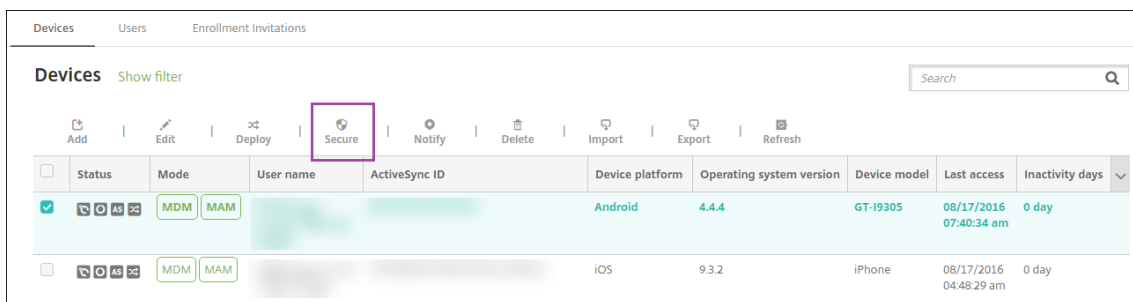 Devices Users Enrollment Invitations
Devices Show filter Search
Add | Edit | Deploy | Secure | Notify | Delete | Import | Export | Refresh
Status Mode User name ActiveSync ID Device platform Operating system version Device model Last access Inactivity days
AS MDM MAM Android 4.4.4 GT-I9305 08/17/2016 0 day
07:40:34 am
AS MDM MAM iOS 9.3.2 iPhone 08/17/2016 0 day
04:48:29 am